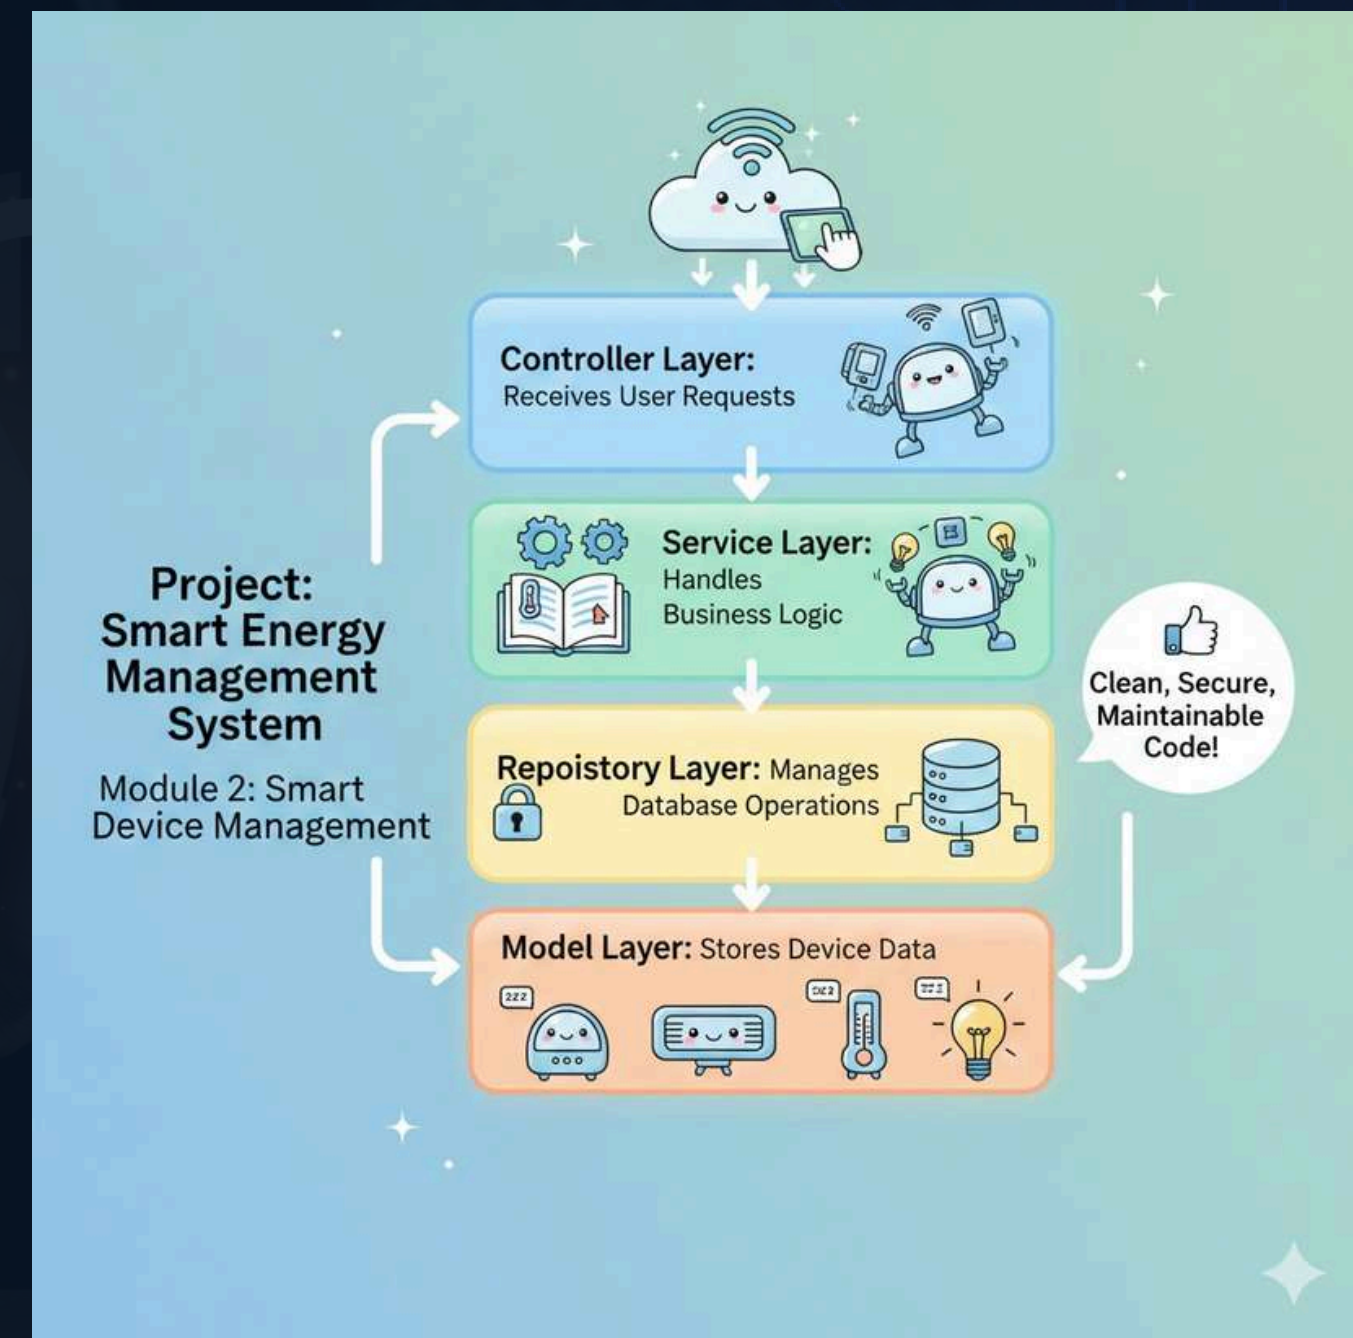 Controller Layer:
Receives User Requests
Service Layer:
Handles
Business Logic
Project:
Smart Energy
Management
System
Module 2: Smart
Device Management
Clean, Secure,
Maintainable
Code!
Repoistory Layer: Manages
Database Operations
Model Layer: Stores Device Data
zzz